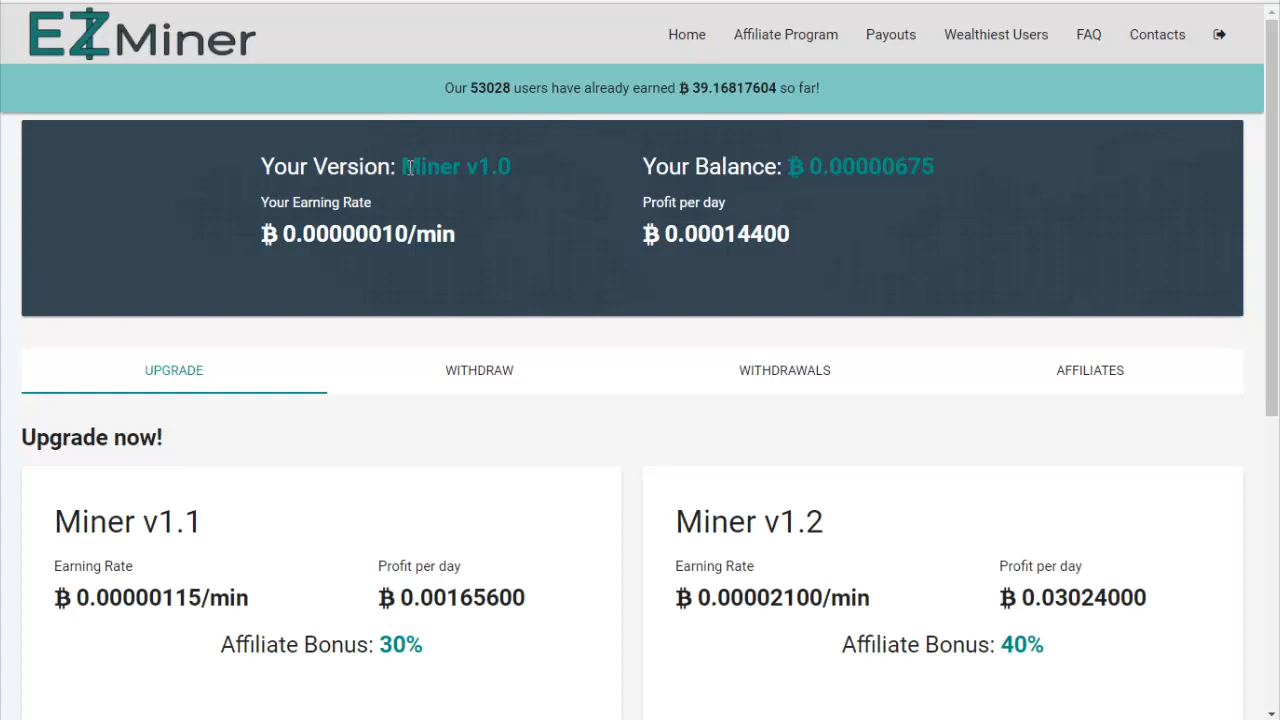 EZMiner
Home Affiliate Program Payouts Wealthiest Users FAQ Contacts
Our 53028 users have already earned ₿ 39.16817604 so far!
Your Version: Miner v1.0
Your Earning Rate
₿ 0.00000010/min
Your Balance: ₿ 0.00000675
Profit per day
₿ 0.00014400
UPGRADE WITHDRAW WITHDRAWALS AFFILIATES
Upgrade now!
Miner v1.1
Earning Rate Profit per day
₿ 0.00000115/min ₿ 0.00165600
Affiliate Bonus: 30%
Miner v1.2
Earning Rate Profit per day
₿ 0.00002100/min ₿ 0.03024000
Affiliate Bonus: 40%